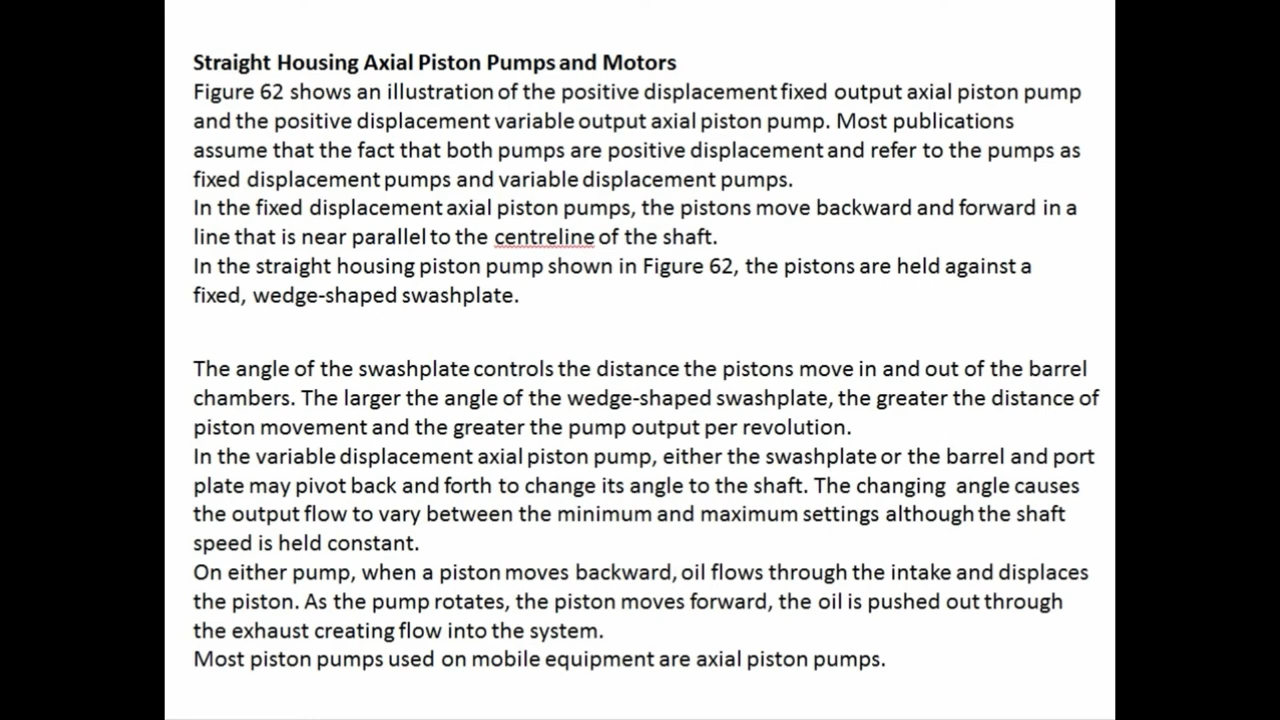 Straight Housing Axial Piston Pumps and Motors
Figure 62 shows an illustration of the positive displacement fixed output axial piston pump
and the positive displacement variable output axial piston pump. Most publications
assume that the fact that both pumps are positive displacement and refer to the pumps as
fixed displacement pumps and variable displacement pumps.
In the fixed displacement axial piston pumps, the pistons move backward and forward in a
line that is near parallel to the centreline of the shaft.
In the straight housing piston pump shown in Figure 62, the pistons are held against a
fixed, wedge-shaped swashplate.
The angle of the swashplate controls the distance the pistons move in and out of the barrel
chambers. The larger the angle of the wedge-shaped swashplate, the greater the distance of
piston movement and the greater the pump output per revolution.
In the variable displacement axial piston pump, either the swashplate or the barrel and port
plate may pivot back and forth to change its angle to the shaft. The changing angle causes
the output flow to vary between the minimum and maximum settings although the shaft
speed is held constant.
On either pump, when a piston moves backward, oil flows through the intake and displaces
the piston. As the pump rotates, the piston moves forward, the oil is pushed out through
the exhaust creating flow into the system.
Most piston pumps used on mobile equipment are axial piston pumps.